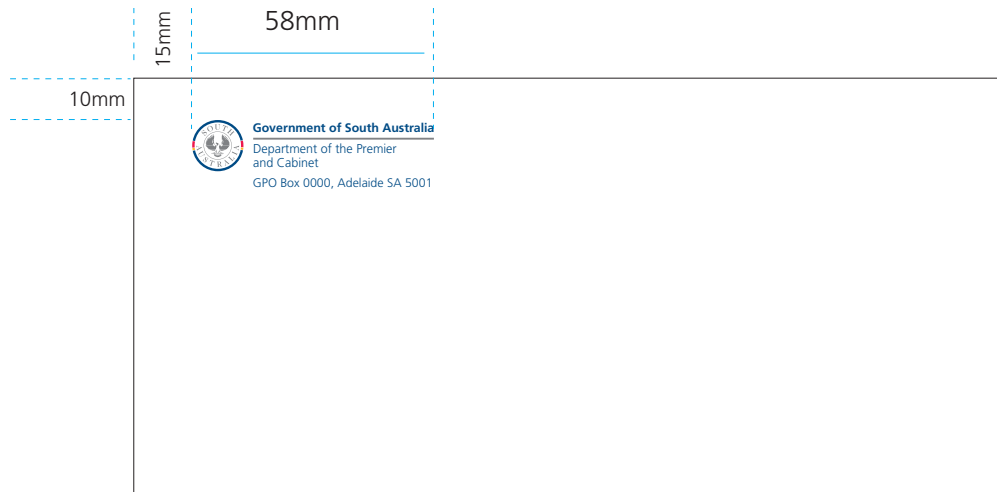 58mm
15mm
10mm
SOUTH
AUSTRALIA
Government of South Australia
Department of the Premier
and Cabinet
GPO Box 0000, Adelaide SA 5001